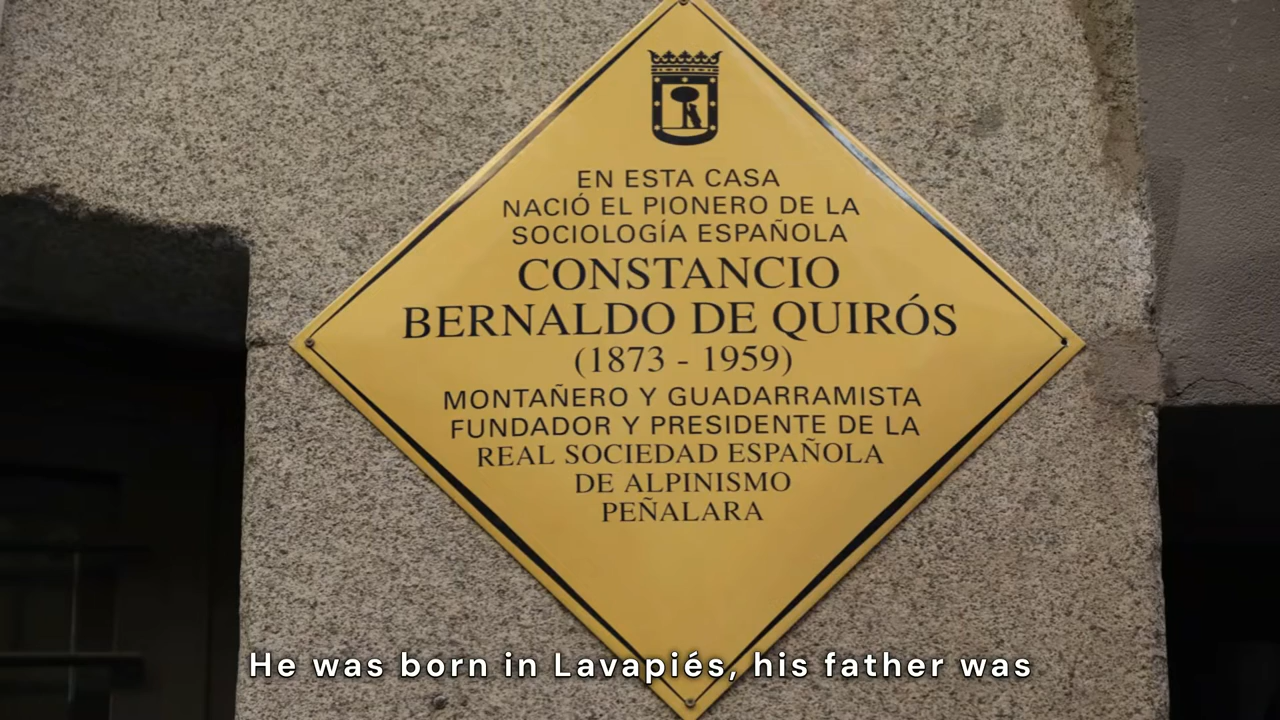 EN ESTA CASA
NACIÓ EL PIONERO DE LA
SOCIOLOGÍA ESPAÑOLA
CONSTANCIO
BERNALDO DE QUIRÓS
(1873 - 1959)
MONTAÑERO Y GUADARRAMISTA
FUNDADOR Y PRESIDENTE DE LA
REAL SOCIEDAD ESPAÑOLA
DE ALPINISMO
PEÑALARA
He was born in Lavapiés, his father was